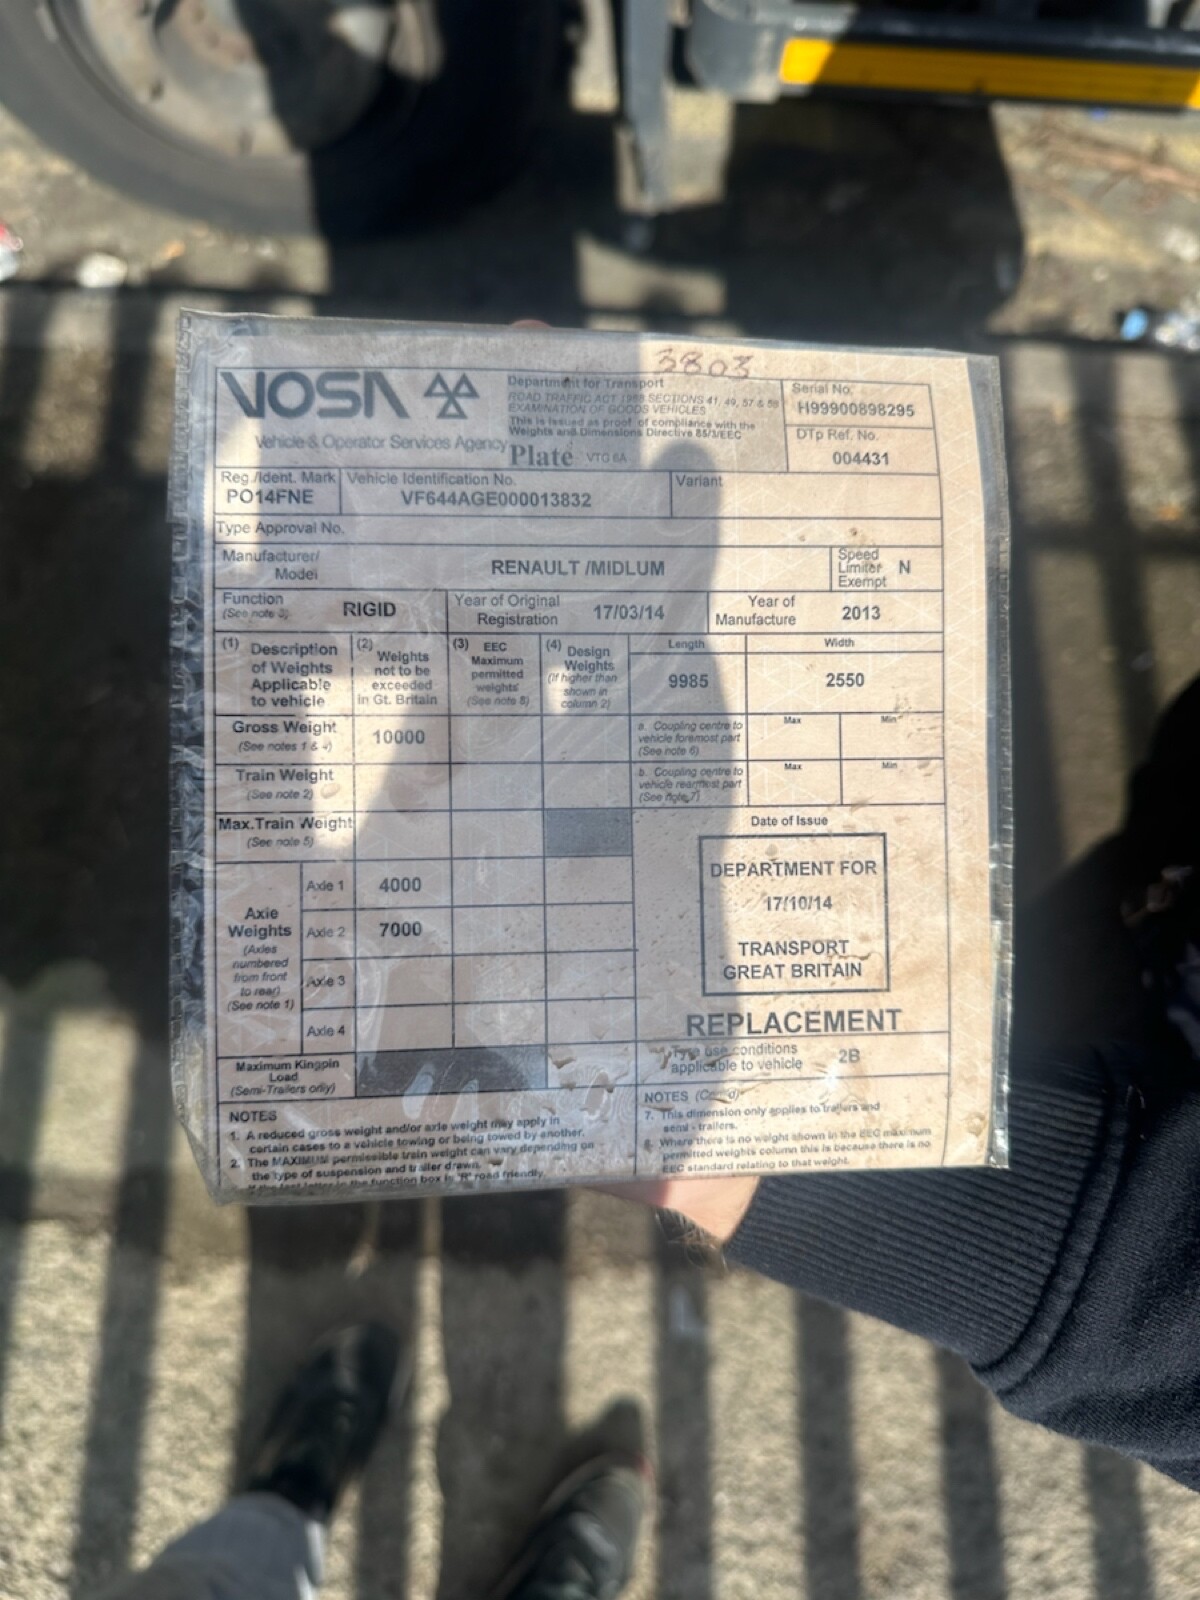 3803
VOSA
Vehicle & Operator Services Agency
Department for Transport
ROAD TRAFFIC ACT 1988 SECTIONS 41, 49, 57 & 58
EXAMINATION OF GOODS VEHICLES
This is issued as proof of compliance with the
Weights and Dimensions Directive 85/3/EEC
Plate VTG 6A
Serial No.
H99900898295
DTp Ref. No.
004431
Reg./Ident. Mark
PO14FNE
Vehicle Identification No.
VF644AGE000013832
Variant
Type Approval No.
Manufacturer/
Model
RENAULT /MIDLUM
Speed
Limiter
Exempt
N
Function
(See note 3)
RIGID
Year of Original
Registration
17/03/14
Year of
Manufacture
2013
(1) Description
of Weights
Applicable
to vehicle
(2) Weights
not to be
exceeded
in Gt. Britain
(3) EEC
Maximum
permitted
weights
(See note 8)
(4) Design
Weights
(if higher than
shown in
column 2)
Length
9985
Width
2550
Gross Weight
(See notes 1 & 4)
10000
a. Coupling centre to
vehicle foremost part
(See note 6)
Max
Min
Train Weight
(See note 2)
b. Coupling centre to
vehicle rearmost part
(See note 7)
Max
Min
Max.Train Weight
(See note 5)
Date of Issue
DEPARTMENT FOR
17/10/14
TRANSPORT
GREAT BRITAIN
REPLACEMENT
Axle
Weights
(Axles
numbered
from front
to rear)
(See note 1)
Axle 1
4000
Axle 2
7000
Axle 3
Axle 4
Maximum Kingpin
Load
(Semi-Trailers only)
Tyre use conditions
applicable to vehicle
2B
NOTES
1. A reduced gross weight and/or axle weight may apply in
certain cases to a vehicle towing or being towed by another.
2. The MAXIMUM permissible train weight can vary depending on
the type of suspension and trailer drawn.
If the last letter in the function box is 'R' road friendly.
NOTES (Cont'd)
7. This dimension only applies to trailers and
semi - trailers.
8. Where there is no weight shown in the EEC maximum
permitted weights column this is because there is no
EEC standard relating to that weight.